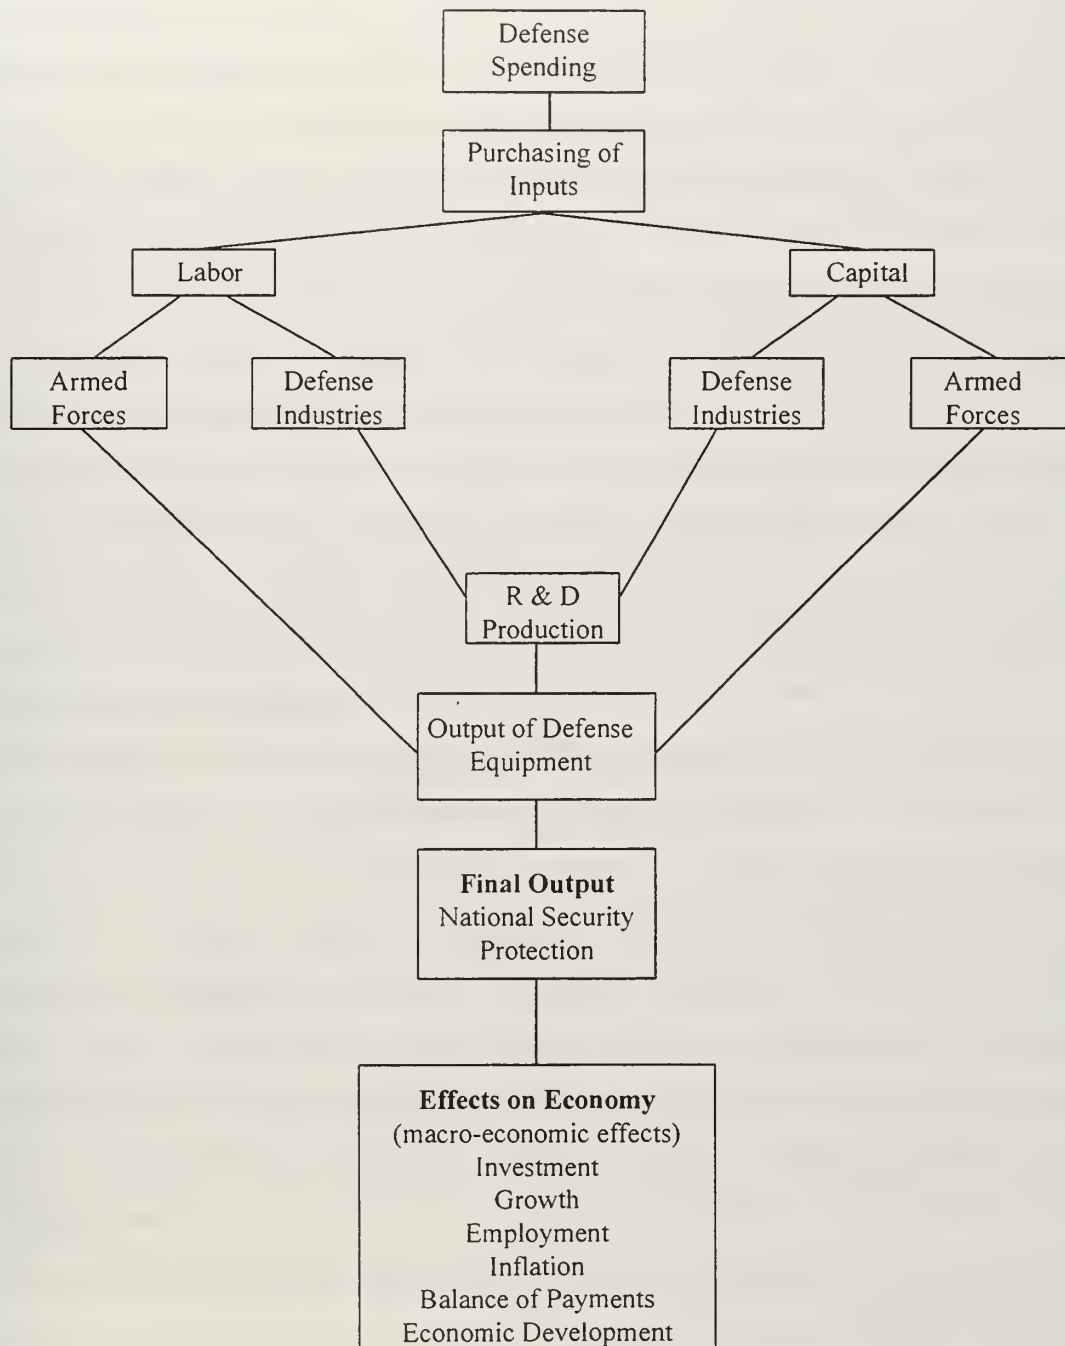 Defense
Spending
Purchasing of
Inputs
Labor
Capital
Armed
Forces
Defense
Industries
Defense
Industries
Armed
Forces
R & D
Production
Output of Defense
Equipment
Final Output
National Security
Protection
Effects on Economy
(macro-economic effects)
Investment
Growth
Employment
Inflation
Balance of Payments
Economic Development